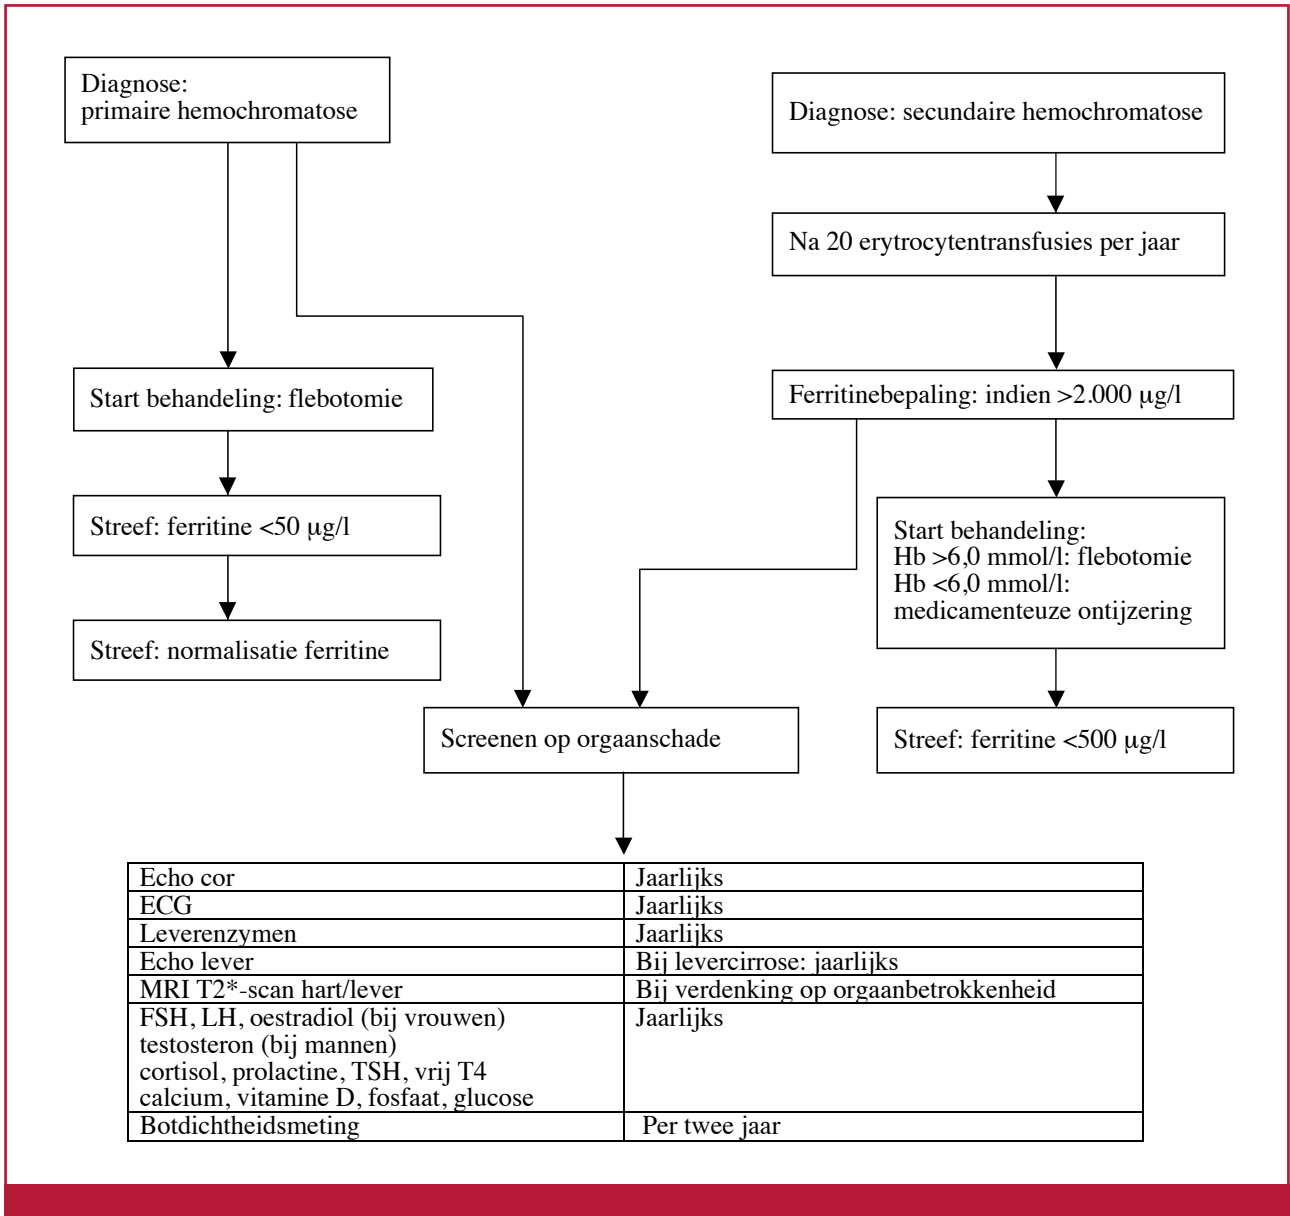 Diagnose:
primaire hemochromatose
Start behandeling: flebotomie
Streef: ferritine <50 µg/l
Streef: normalisatie ferritine
Diagnose: secundaire hemochromatose
Na 20 erytrocytentransfusies per jaar
Ferritinebepaling: indien >2.000 µg/l
Start behandeling:
Hb >6,0 mmol/l: flebotomie
Hb <6,0 mmol/l:
medicamenteuze ontijzering
Streef: ferritine <500 µg/l
Screenen op orgaanschade
Echo cor Jaarlijks
ECG Jaarlijks
Leverenzymen Jaarlijks
Echo lever Bij levercirrose: jaarlijks
MRI T2*-scan hart/lever Bij verdenking op orgaanbetrokkenheid
FSH, LH, oestradiol (bij vrouwen) Jaarlijks
testosteron (bij mannen)
cortisol, prolactine, TSH, vrij T4
calcium, vitamine D, fosfaat, glucose
Botdichtheidsmeting Per twee jaar